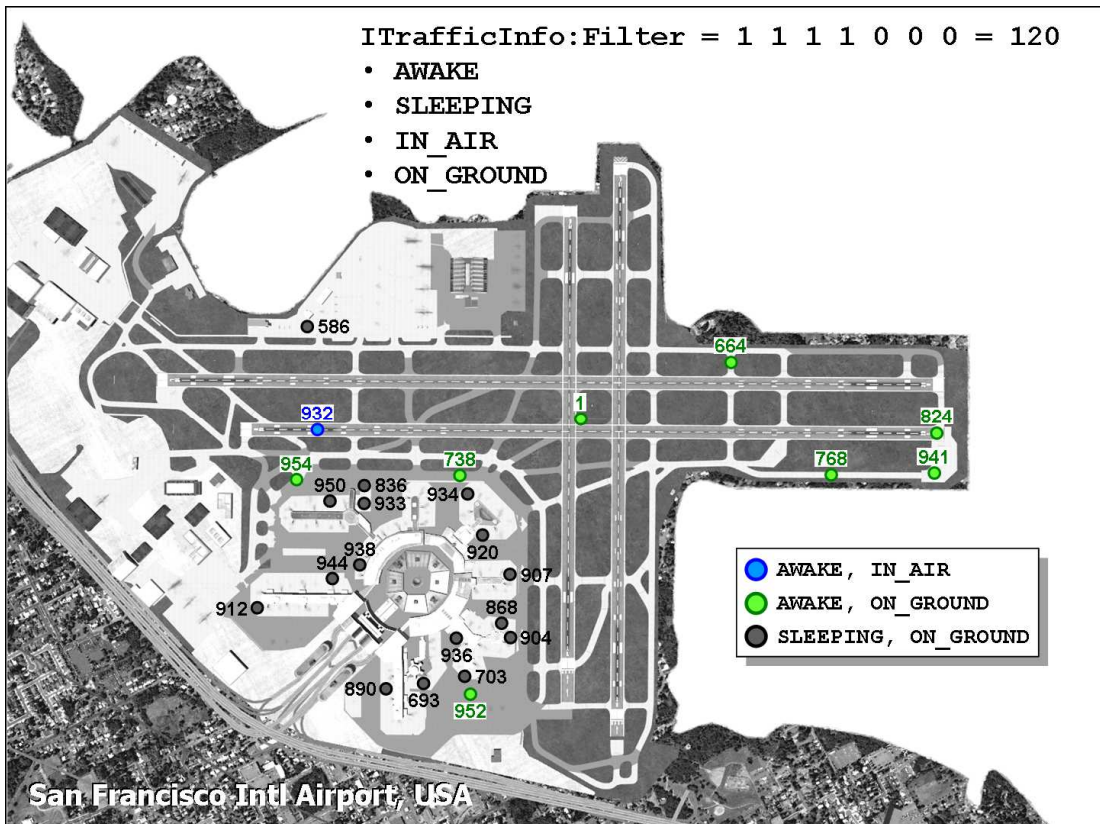 ITrafficInfo:Filter = 1 1 1 1 0 0 0 = 120
• AWAKE
• SLEEPING
• IN_AIR
• ON_GROUND
586
664
1
932
824
954
738
768
941
950
836
934
933
920
938
944
907
912
868
904
936
703
890
693
952
AWAKE, IN_AIR
AWAKE, ON_GROUND
SLEEPING, ON_GROUND
San Francisco Intl Airport, USA